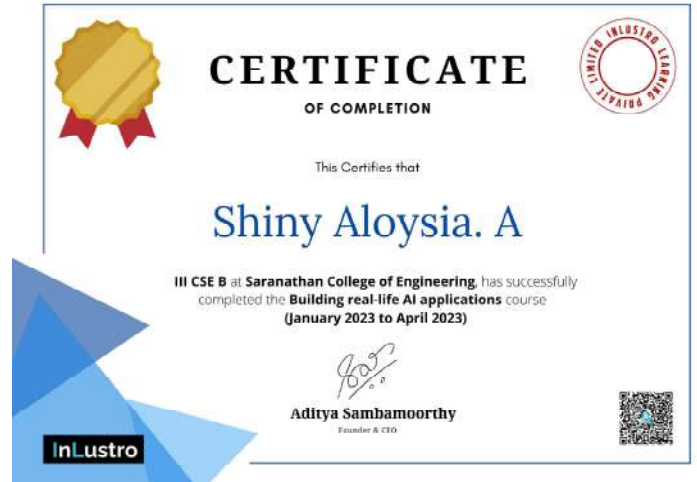 CERTIFICATE
OF COMPLETION
INLUSTRO LEARNING PRIVATE LIMITED
This Certifies that
Shiny Aloysia. A
III CSE B at Saranathan College of Engineering, has successfully
completed the Building real-life AI applications course
(January 2023 to April 2023)
Aditya Sambamoorthy
Founder & CEO
InLustro